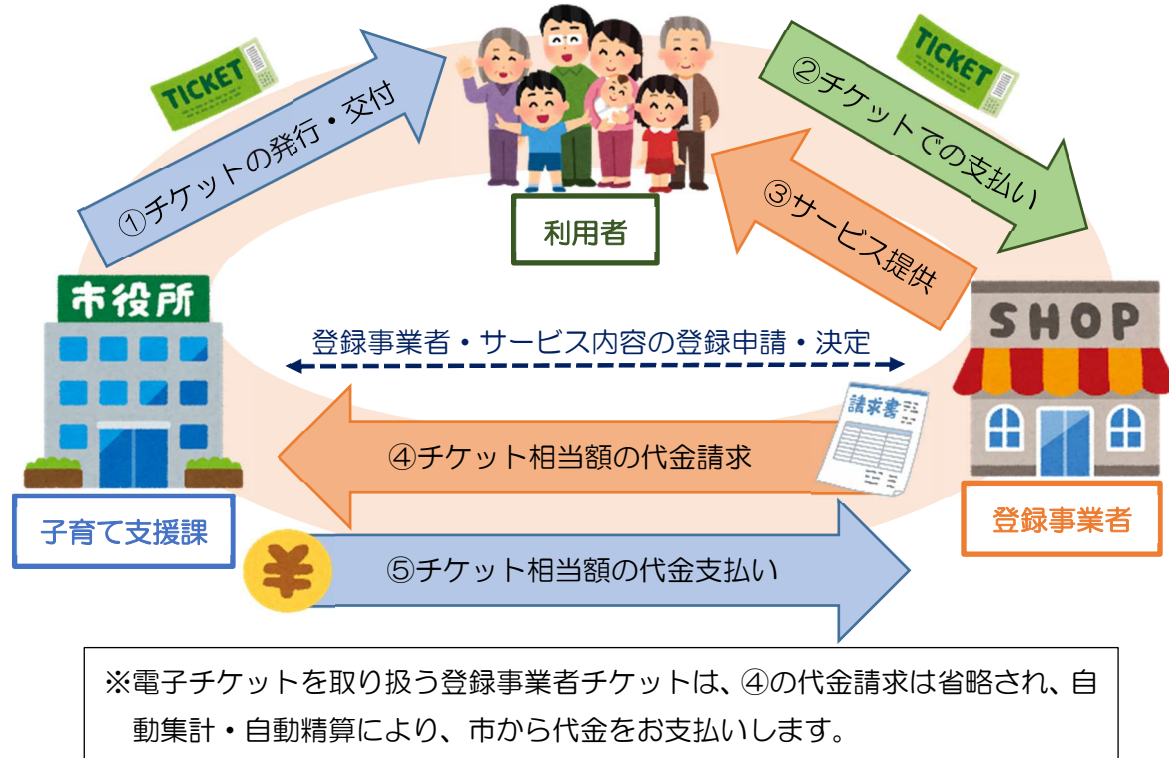 TICKET
TICKET
①チケットの発行・交付
②チケットでの支払い
③サービス提供
利用者
市役所
SHOP
登録事業者・サービス内容の登録申請・決定
請求書
④チケット相当額の代金請求
子育て支援課
登録事業者
¥
⑤チケット相当額の代金支払い
※電子チケットを取り扱う登録事業者チケットは、④の代金請求は省略され、自
動集計・自動精算により、市から代金をお支払いします。